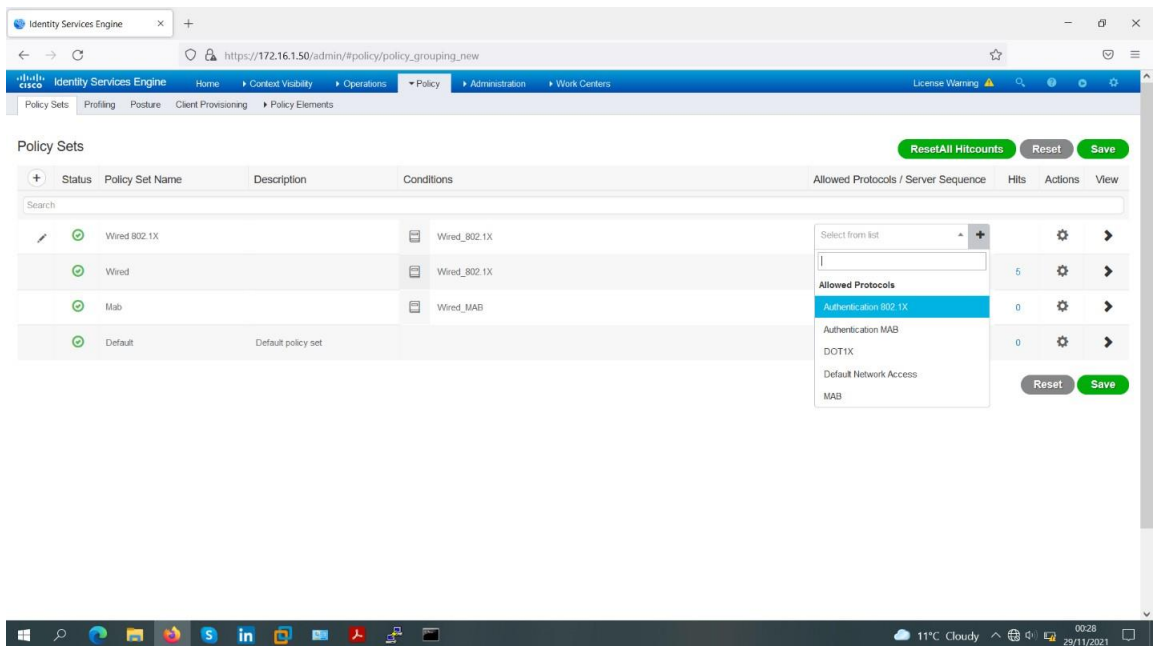 Identity Services Engine
https://172.16.1.50/admin/#policy/policy_grouping_new
CISCO Identity Services Engine Home Context Visibility Operations Policy Administration Work Centers License Warning
Policy Sets Profiling Posture Client Provisioning Policy Elements
Policy Sets
ResetAll Hitcounts Reset Save
+ Status Policy Set Name Description Conditions Allowed Protocols / Server Sequence Hits Actions View
Search
Wired 802.1X Wired_802.1X Select from list +
Wired Wired_802.1X 5
Allowed Protocols
Mab Wired_MAB Authentication 802.1X 0
Authentication MAB
Default Default policy set DOT1X 0
Default Network Access
MAB
Reset Save
11°C Cloudy 00:28
29/11/2021